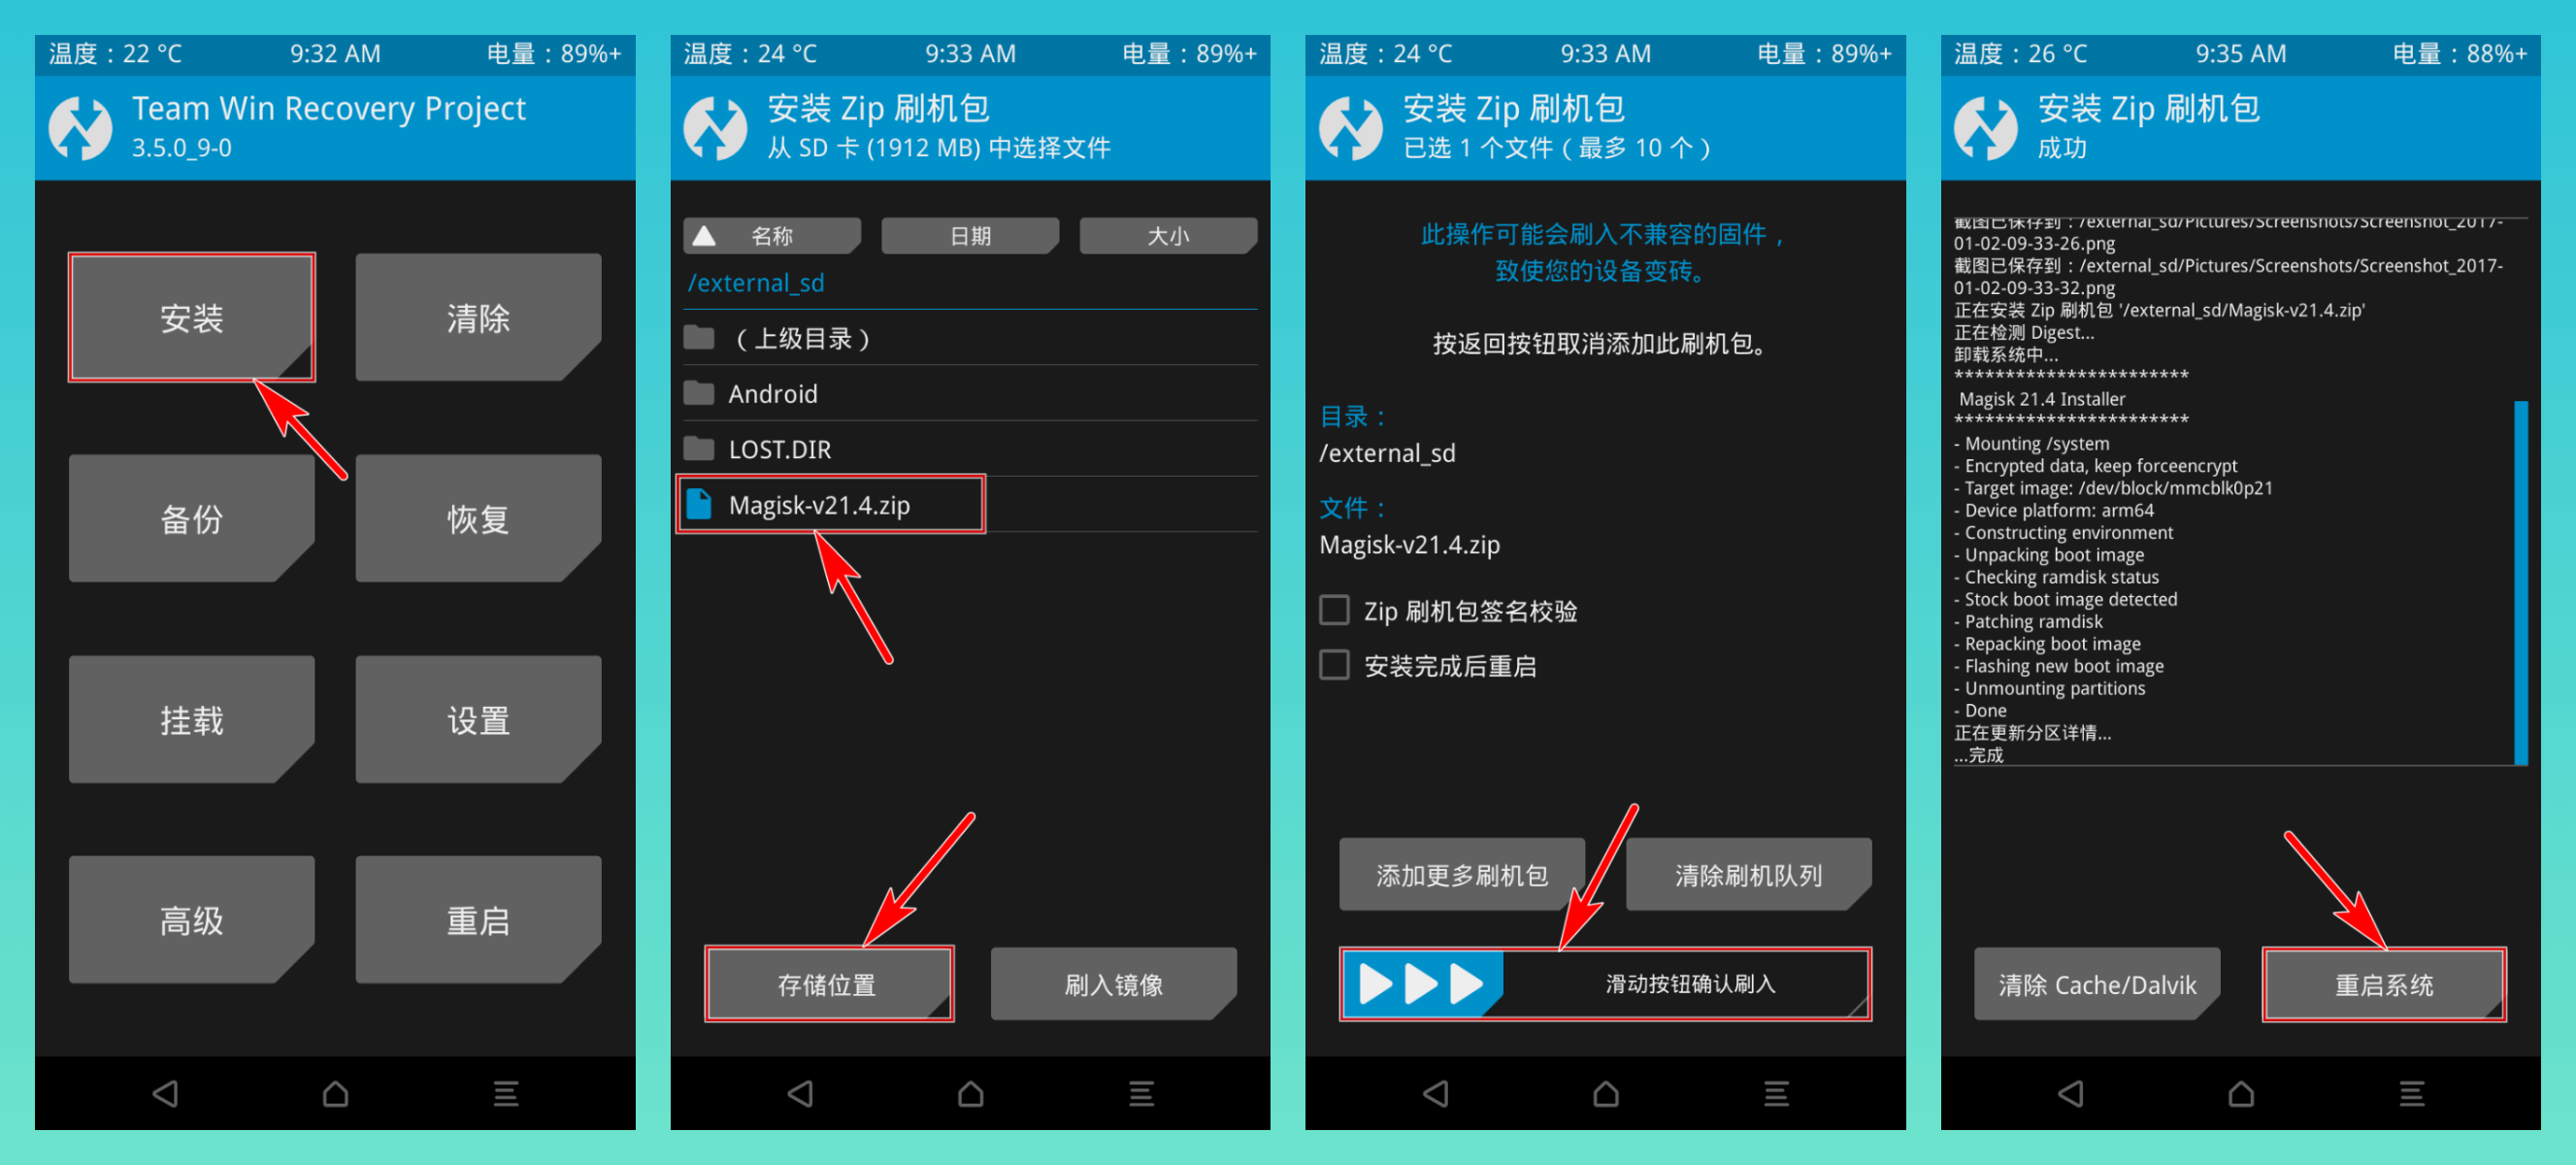 温度：22 °C 9:32 AM 电量：89%+
Team Win Recovery Project
3.5.0_9-0
安装 清除
备份 恢复
挂载 设置
高级 重启
温度：24 °C 9:33 AM 电量：89%+
安装 Zip 刷机包
从 SD 卡 (1912 MB) 中选择文件
名称 日期 大小
/external_sd
（上级目录）
Android
LOST.DIR
Magisk-v21.4.zip
存储位置 刷入镜像
温度：24 °C 9:33 AM 电量：89%+
安装 Zip 刷机包
已选 1 个文件（最多 10 个）
此操作可能会刷入不兼容的固件，
致使您的设备变砖。
按返回按钮取消添加此刷机包。
目录：
/external_sd
文件：
Magisk-v21.4.zip
Zip 刷机包签名校验
安装完成后重启
添加更多刷机包 清除刷机队列
滑动按钮确认刷入
温度：26 °C 9:35 AM 电量：88%+
安装 Zip 刷机包
成功
截图已保存到：/external_sd/Pictures/Screenshots/Screenshot_2017-
01-02-09-33-26.png
截图已保存到：/external_sd/Pictures/Screenshots/Screenshot_2017-
01-02-09-33-32.png
正在安装 Zip 刷机包 '/external_sd/Magisk-v21.4.zip'
正在检测 Digest...
卸载系统中...
***********************
Magisk 21.4 Installer
***********************
- Mounting /system
- Encrypted data, keep forceencrypt
- Target image: /dev/block/mmcblk0p21
- Device platform: arm64
- Constructing environment
- Unpacking boot image
- Checking ramdisk status
- Stock boot image detected
- Patching ramdisk
- Repacking boot image
- Flashing new boot image
- Unmounting partitions
- Done
正在更新分区详情...
...完成
清除 Cache/Dalvik 重启系统